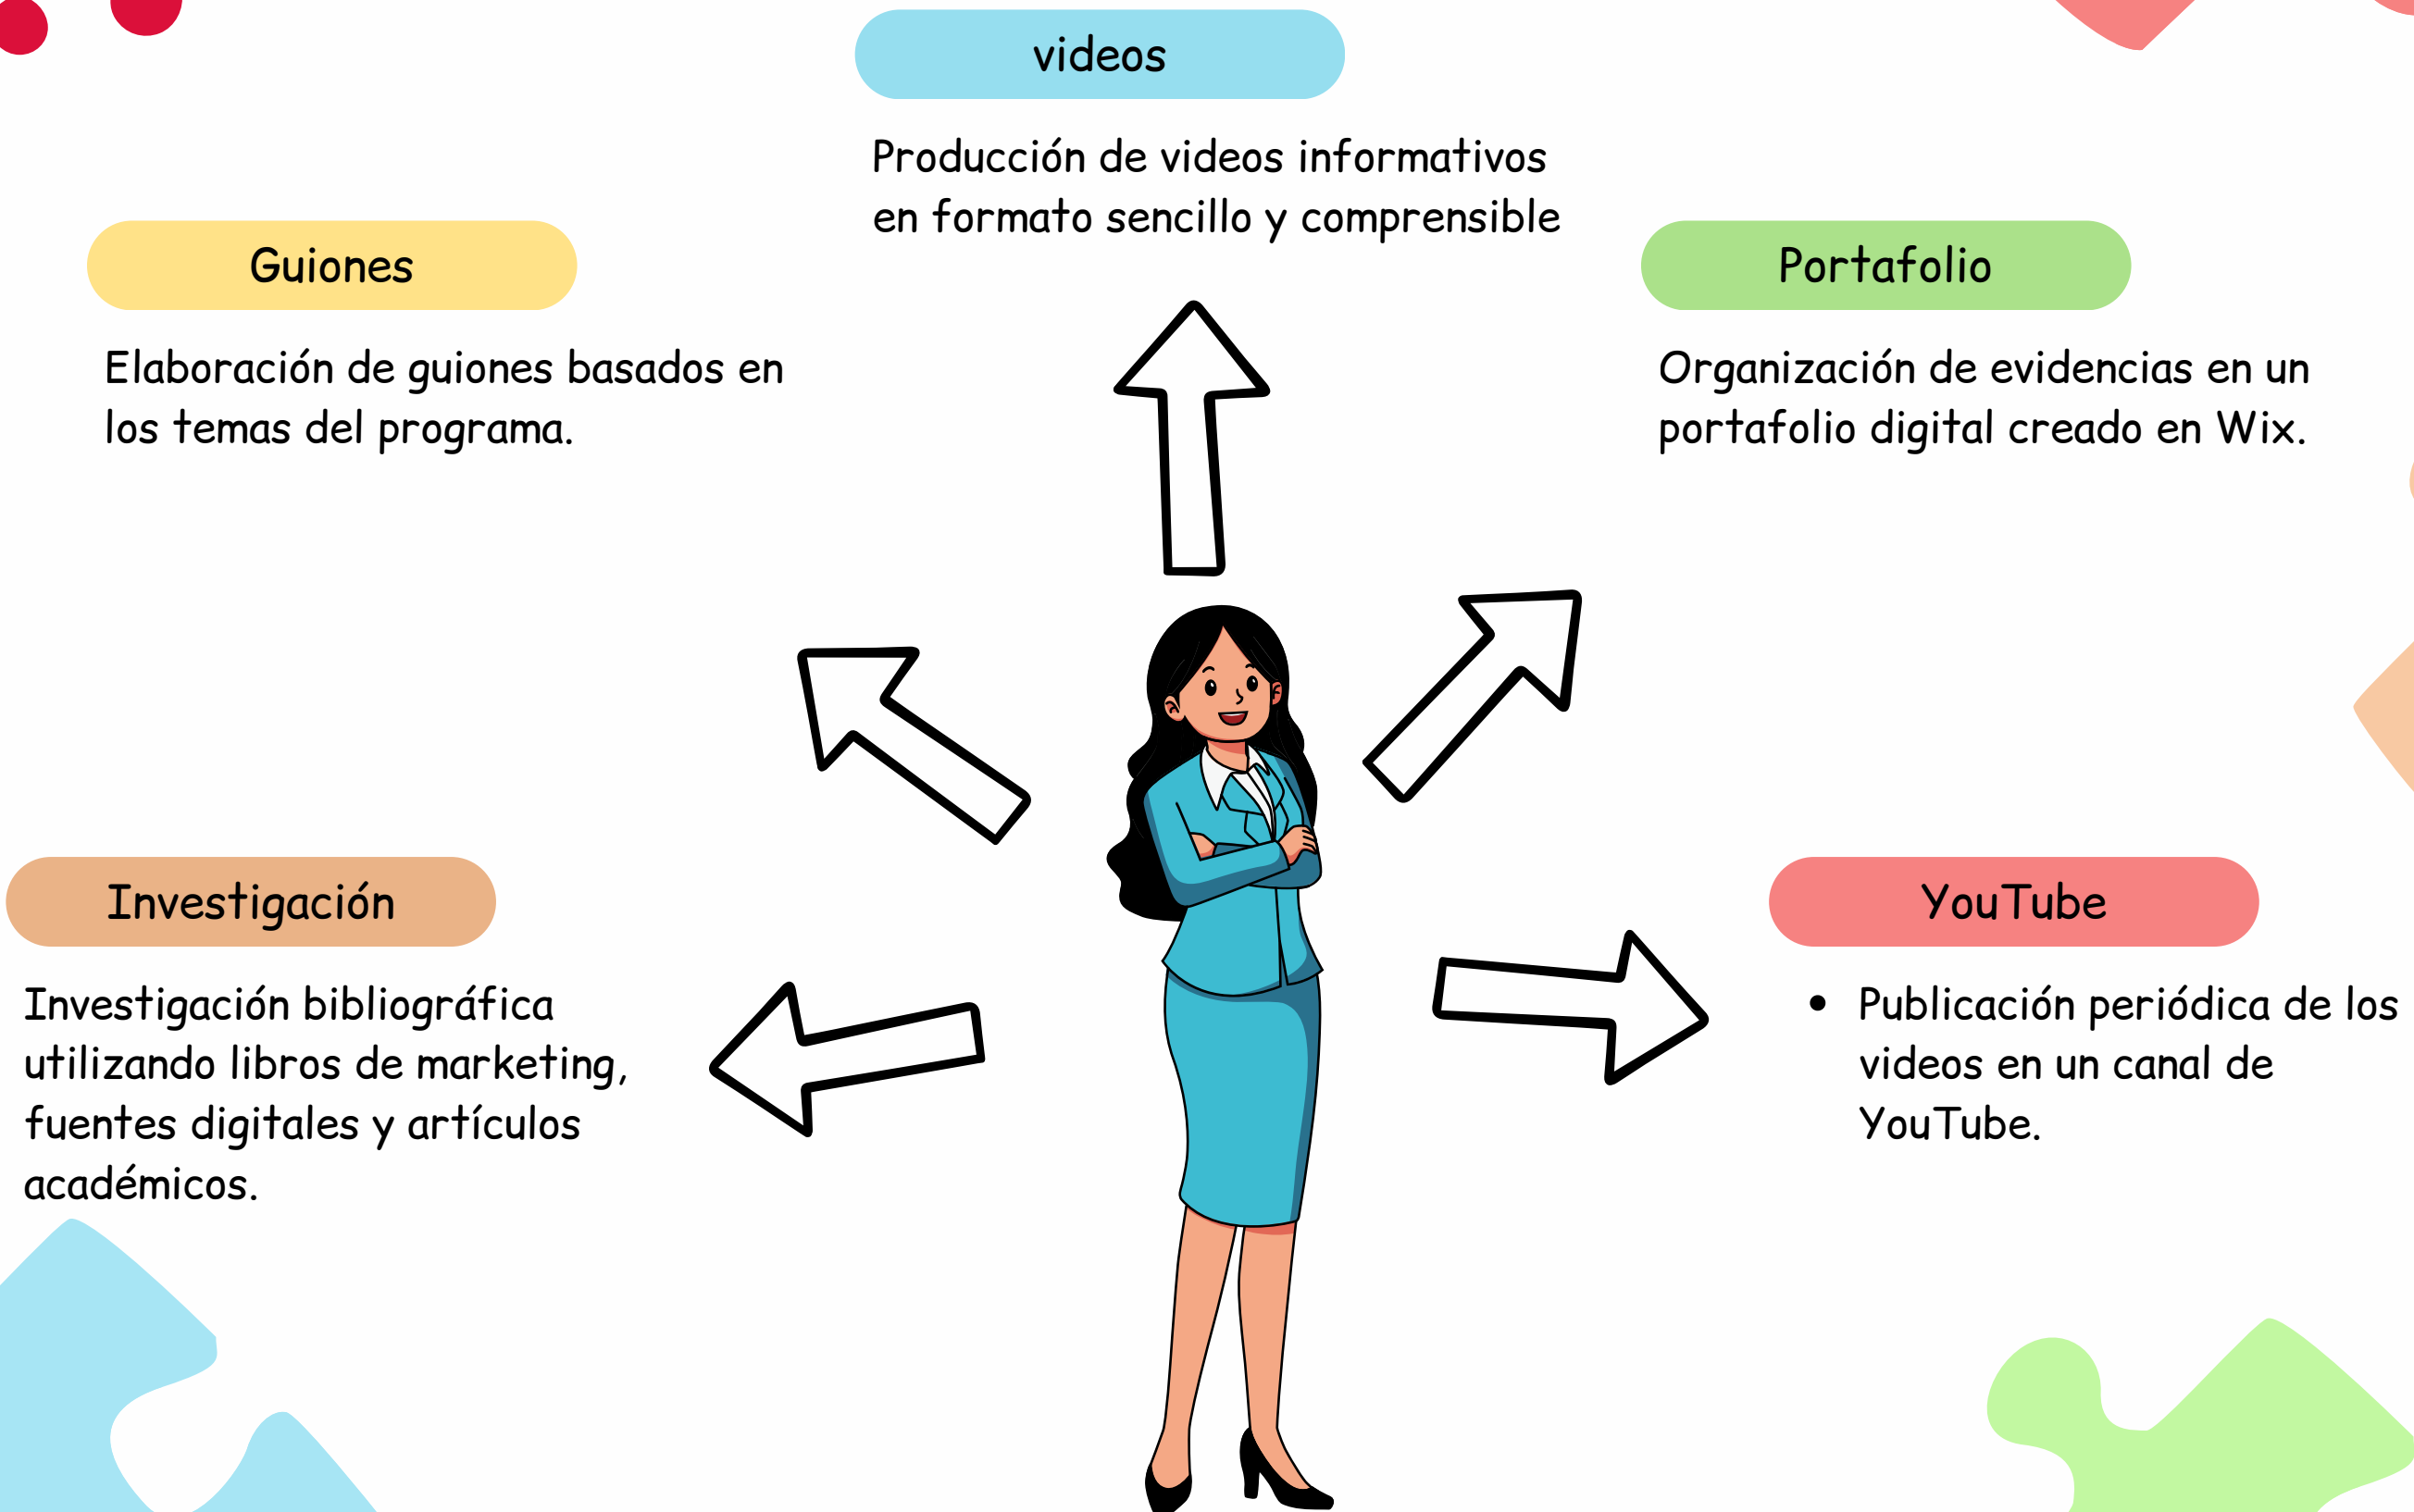 videos
Producción de videos informativos
en formato sencillo y comprensible
Guiones
Elaboración de guiones basados en
los temas del programa.
Portafolio
Organización de evidencias en un
portafolio digital creado en Wix.
Investigación
Investigación bibliográfica
utilizando libros de marketing,
fuentes digitales y artículos
académicos.
YouTube
• Publicación periódica de los
videos en un canal de
YouTube.